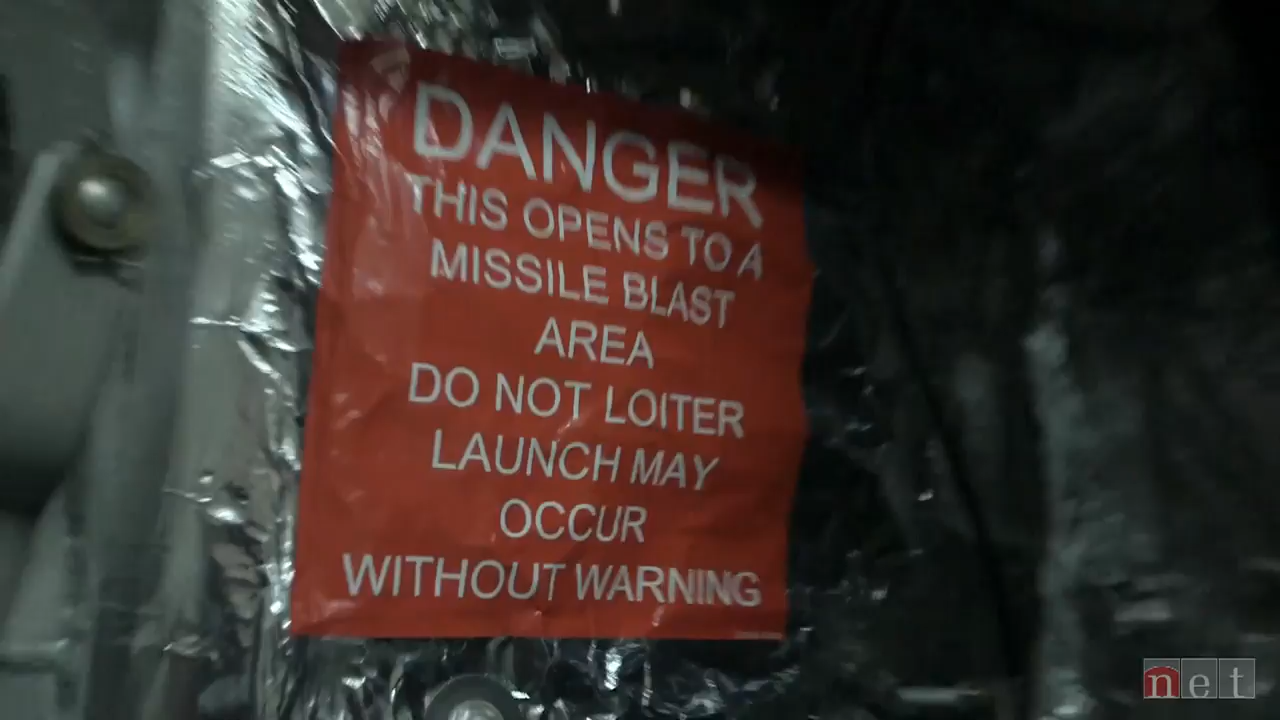 DANGER
THIS OPENS TO A
MISSILE BLAST
AREA
DO NOT LOITER
LAUNCH MAY
OCCUR
WITHOUT WARNING
net